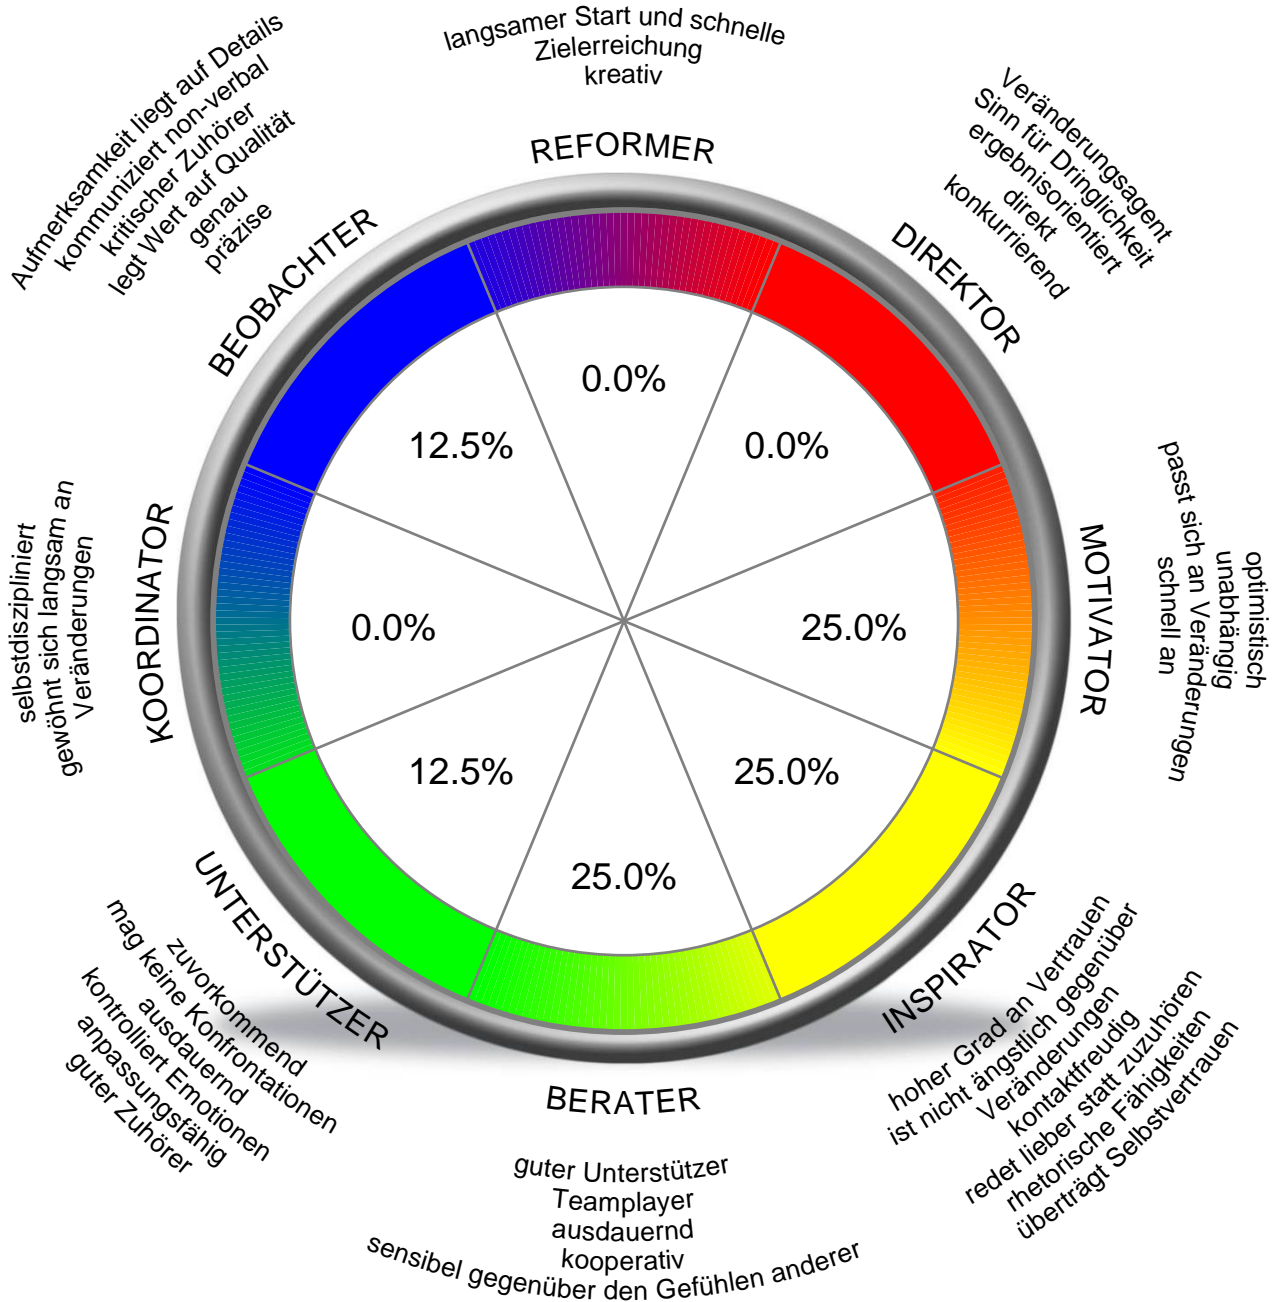 langsamer Start und schnelle
Zielerreichung
kreativ
REFORMER
Veränderungsagent
Sinn für Dringlichkeit
ergebnisorientiert
direkt
konkurrierend
DIREKTOR
optimistisch
unabhängig
passt sich an Veränderungen
schnell an
MOTIVATOR
INSPIRATOR
hoher Grad an Vertrauen
ist nicht ängstlich gegenüber
Veränderungen
kontaktfreudig
redet lieber statt zuzuhören
rhetorische Fähigkeiten
überträgt Selbstvertrauen
BERATER
guter Unterstützer
Teamplayer
ausdauernd
kooperativ
sensibel gegenüber den Gefühlen anderer
UNTERSTÜTZER
zuvorkommend
mag keine Konfrontationen
ausdauernd
kontrolliert Emotionen
anpassungsfähig
guter Zuhörer
selbstdiszipliniert
gewöhnt sich langsam an
Veränderungen
KOORDINATOR
Aufmerksamkeit liegt auf Details
kommuniziert non-verbal
kritischer Zuhörer
legt Wert auf Qualität
genau
präzise
BEOBACHTER
0.0%
0.0%
25.0%
25.0%
25.0%
12.5%
0.0%
12.5%